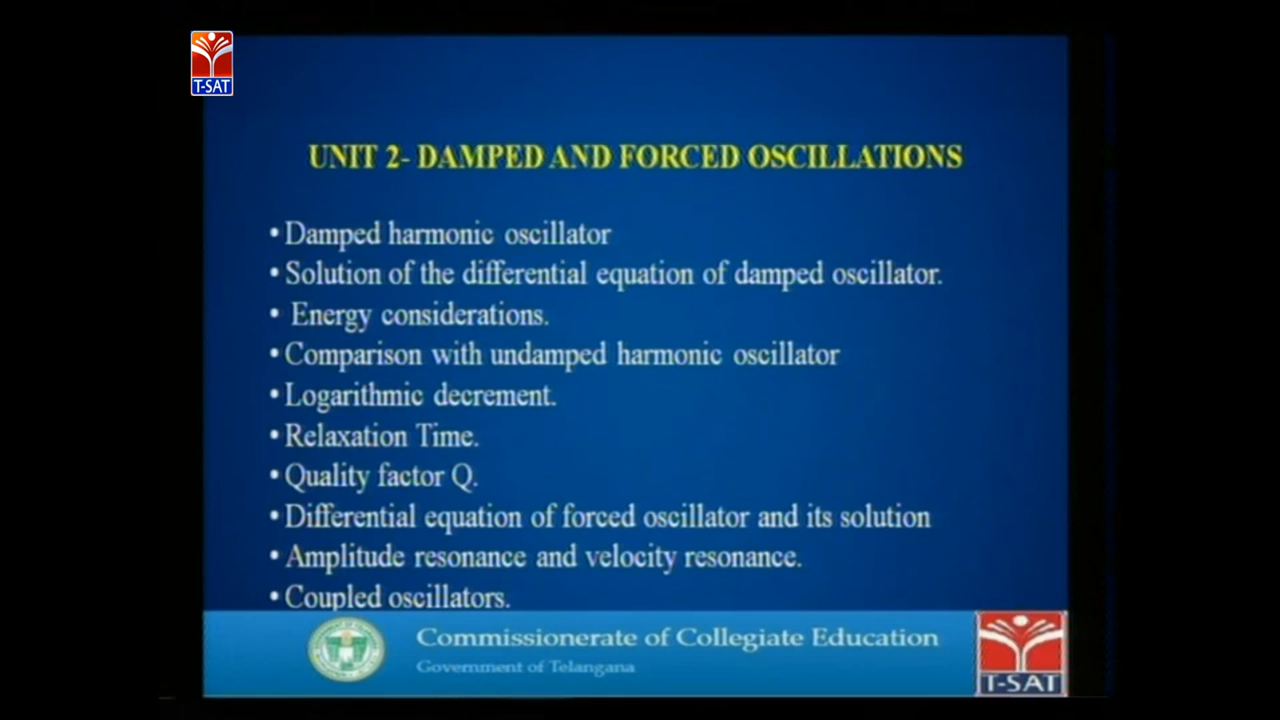 T-SAT
UNIT 2- DAMPED AND FORCED OSCILLATIONS
• Damped harmonic oscillator
• Solution of the differential equation of damped oscillator.
• Energy considerations.
• Comparison with undamped harmonic oscillator
• Logarithmic decrement.
• Relaxation Time.
• Quality factor Q.
• Differential equation of forced oscillator and its solution
• Amplitude resonance and velocity resonance.
• Coupled oscillators.
Commissionerate of Collegiate Education
Government of Telangana
T-SAT